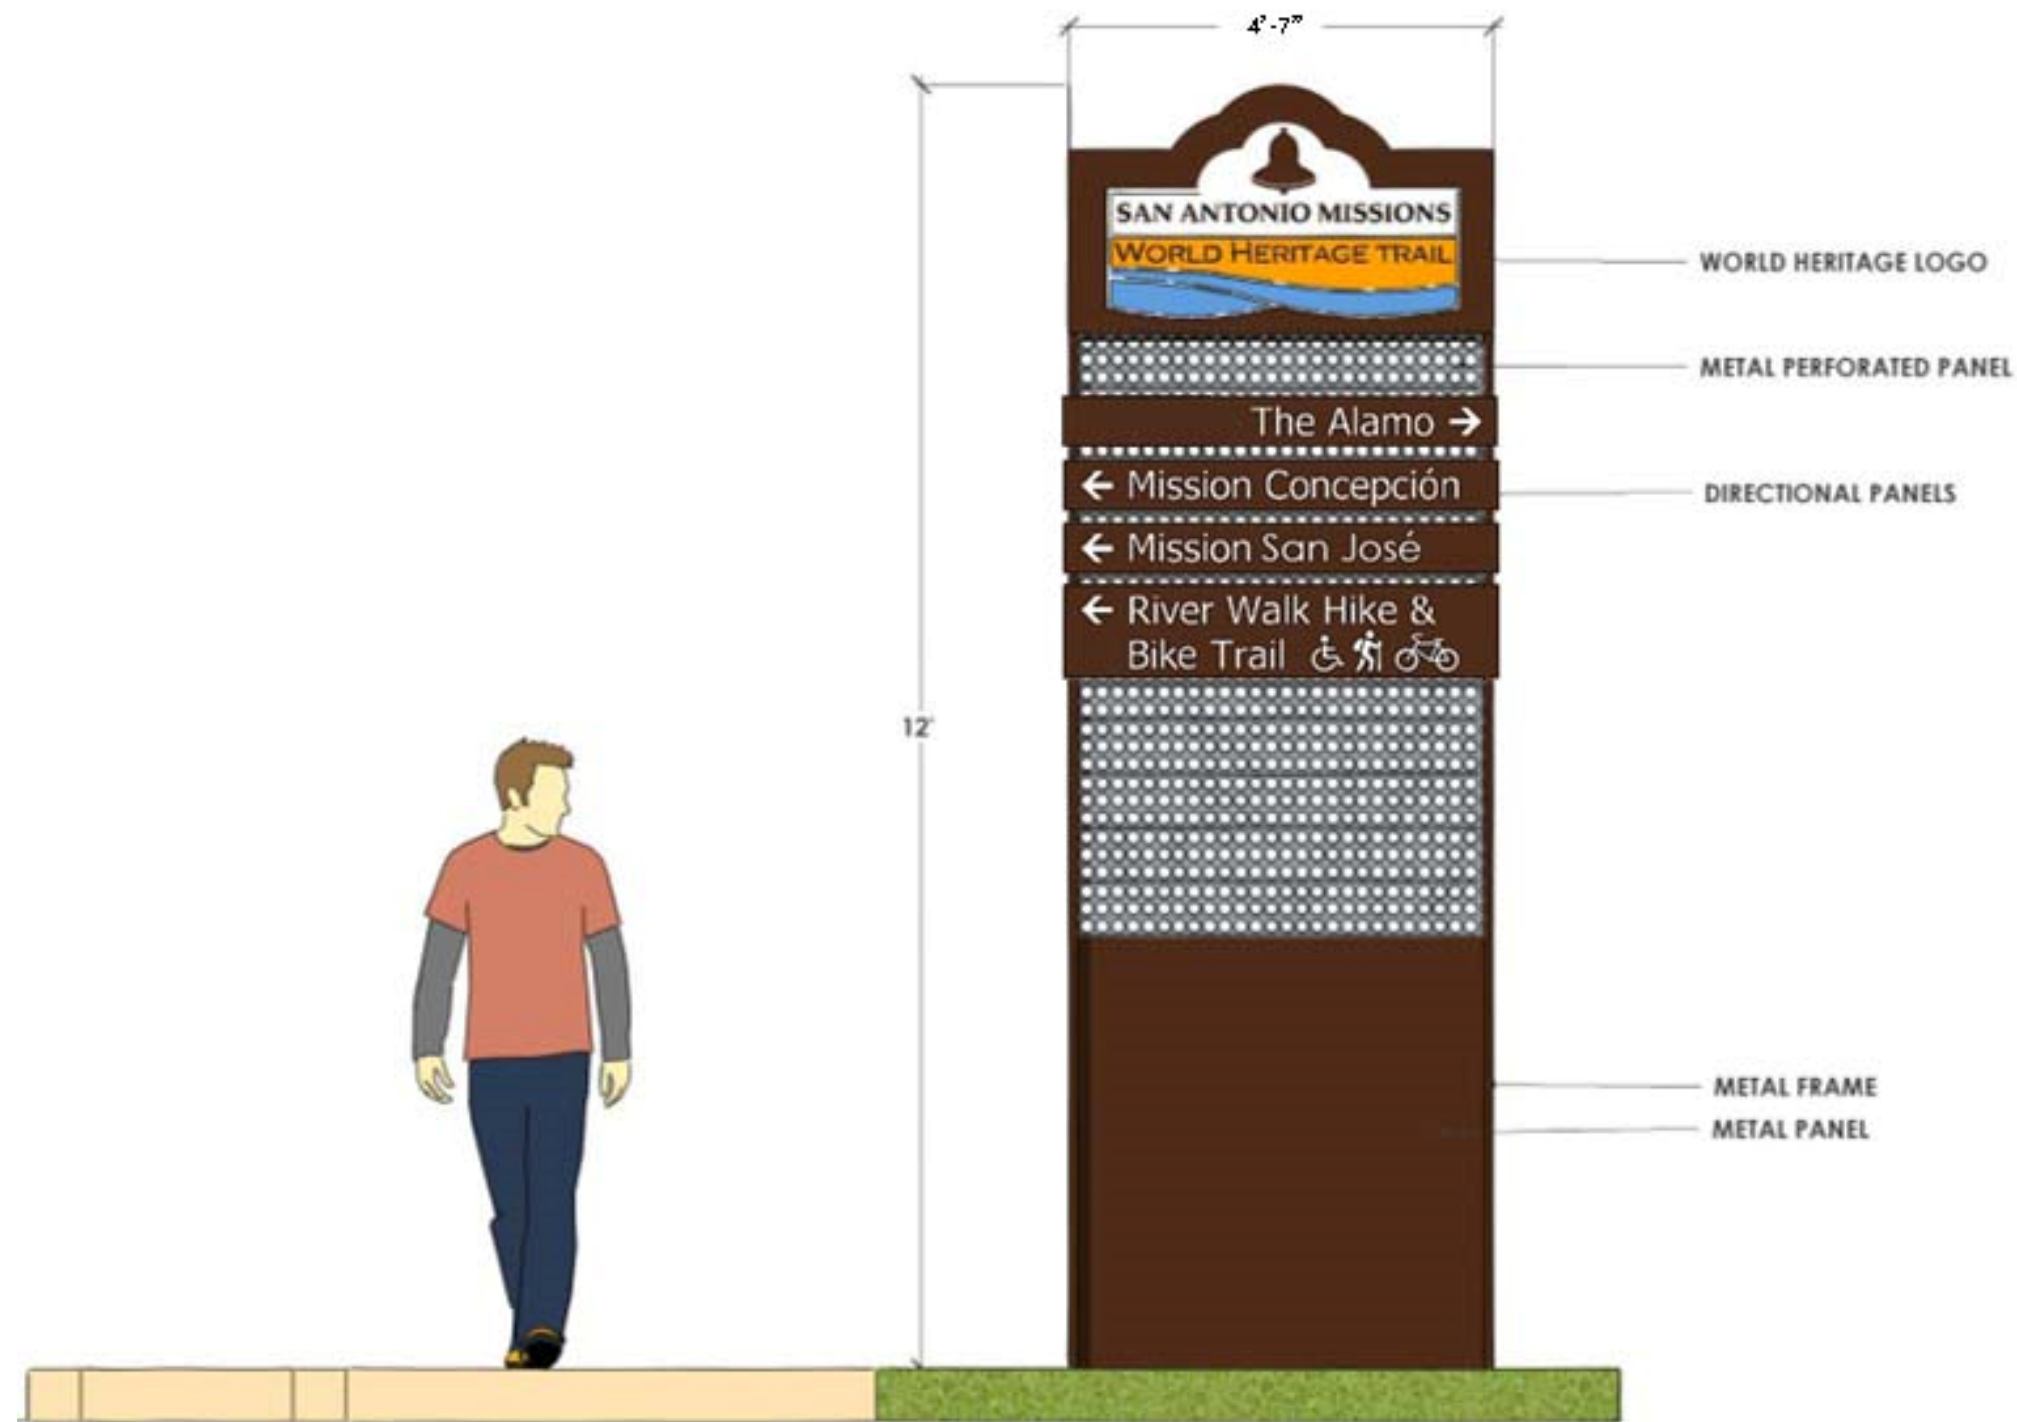 4'-7"
SAN ANTONIO MISSIONS
WORLD HERITAGE TRAIL
WORLD HERITAGE LOGO
METAL PERFORATED PANEL
The Alamo →
← Mission Concepción
DIRECTIONAL PANELS
← Mission San José
← River Walk Hike &
Bike Trail
12'
METAL FRAME
METAL PANEL